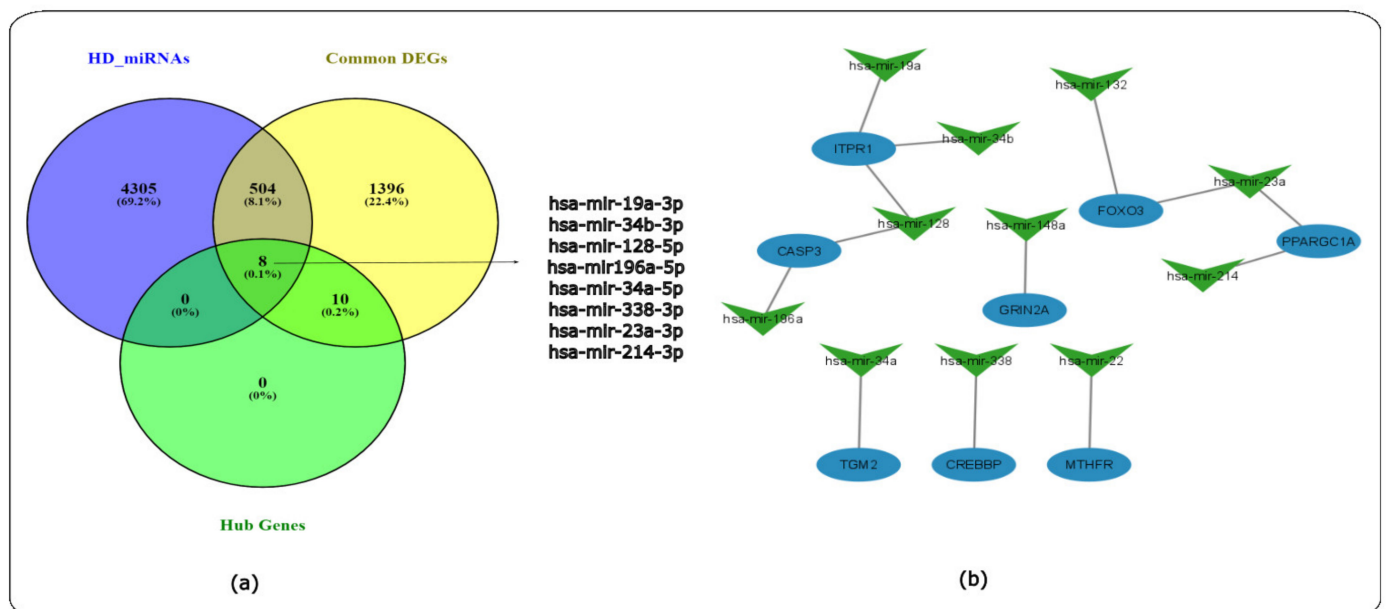 HD_miRNAs
Common DEGs
4305
(69.2%)
504
(8.1%)
1396
(22.4%)
8
(0.1%)
0
(0%)
10
(0.2%)
0
(0%)
Hub Genes
(a)
hsa-mir-19a-3p
hsa-mir-34b-3p
hsa-mir-128-5p
hsa-mir196a-5p
hsa-mir-34a-5p
hsa-mir-338-3p
hsa-mir-23a-3p
hsa-mir-214-3p
hsa-mir-19a
hsa-mir-132
ITPR1
hsa-mir-34b
hsa-mir-23a
FOXO3
hsa-mir-128
hsa-mir-148a
CASP3
PPARGC1A
hsa-mir-214
GRIN2A
hsa-mir-196a
hsa-mir-34a
hsa-mir-338
hsa-mir-22
TGM2
CREBBP
MTHFR
(b)